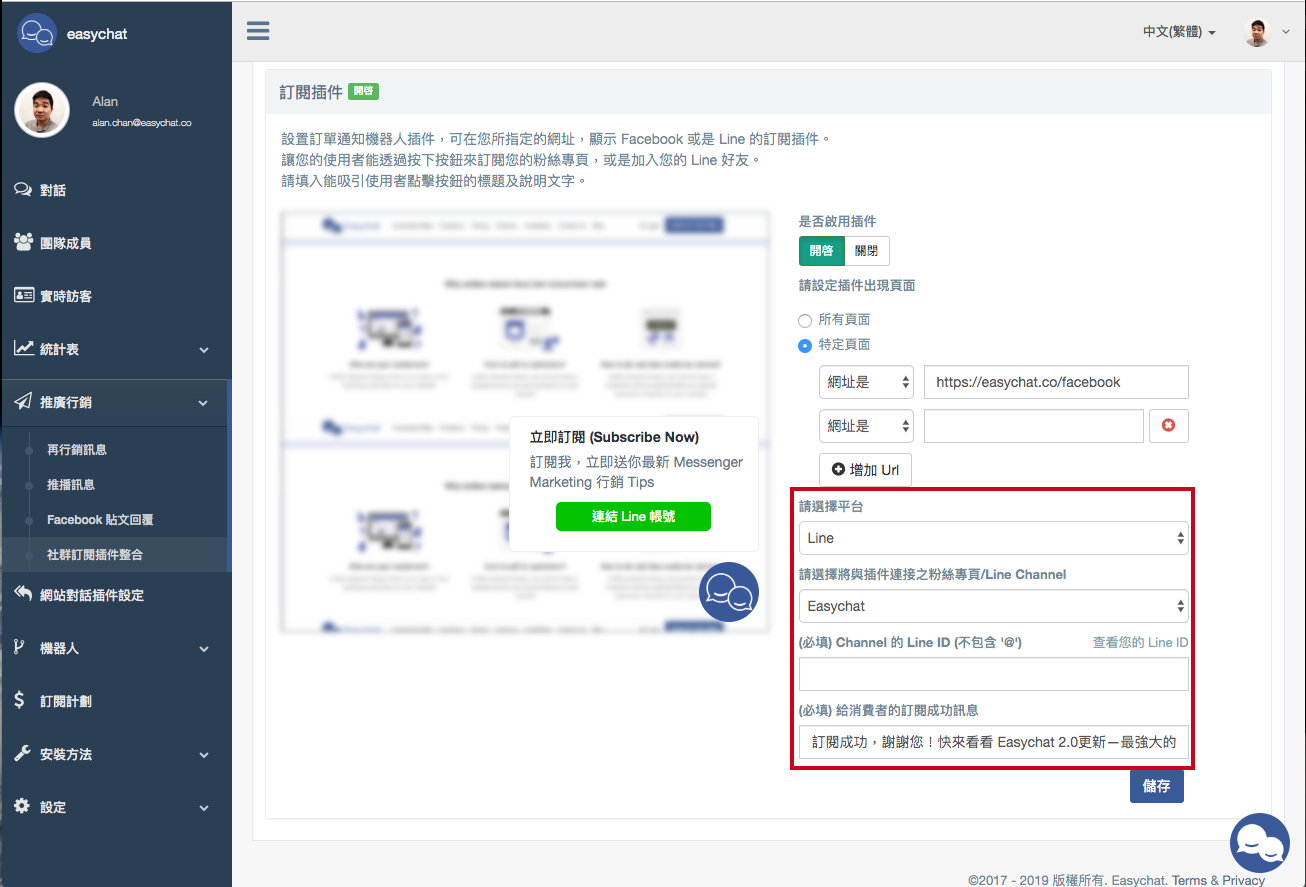 easychat
中文(繁體)
Alan
alan.chan@easychat.co
對話
團隊成員
實時訪客
統計表
推廣行銷
再行銷訊息
推播訊息
Facebook 貼文回覆
社群訂閱插件整合
網站對話插件設定
機器人
訂閱計劃
安裝方法
設定
訂閱插件 開啓
設置訂單通知機器人插件，可在您所指定的網址，顯示 Facebook 或是 Line 的訂閱插件。
讓您的使用者能透過按下按鈕來訂閱您的粉絲專頁，或是加入您的 Line 好友。
請填入能吸引使用者點擊按鈕的標題及說明文字。
立即訂閱 (Subscribe Now)
訂閱我，立即送你最新 Messenger
Marketing 行銷 Tips
連結 Line 帳號
是否啟用插件
開啓 關閉
請設定插件出現頁面
所有頁面
特定頁面
網址是 https://easychat.co/facebook
網址是
增加 Url
請選擇平台
Line
請選擇將與插件連接之粉絲專頁/Line Channel
Easychat
(必填) Channel 的 Line ID (不包含 '@') 查看您的 Line ID
(必填) 給消費者的訂閱成功訊息
訂閱成功，謝謝您！快來看看 Easychat 2.0更新－最強大的
儲存
©2017 - 2019 版權所有. Easychat. Terms & Privacy